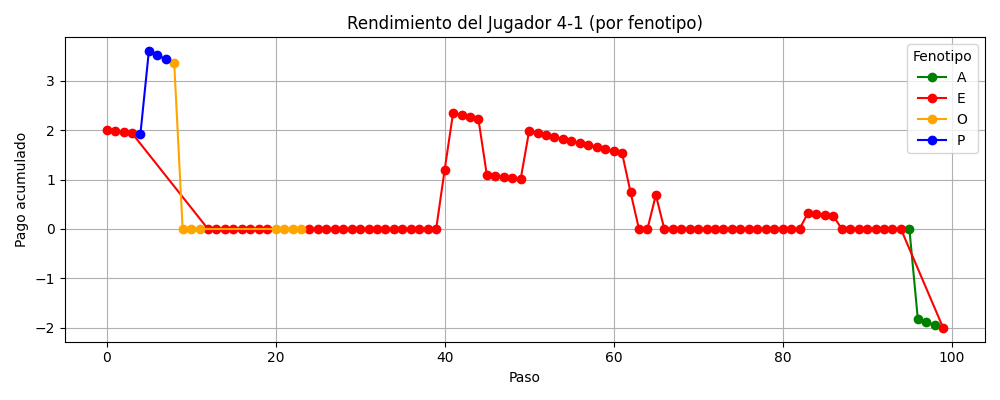 Rendimiento del Jugador 4-1 (por fenotipo)
Pago acumulado
3
2
1
0
−1
−2
0 20 40 60 80 100
Paso
Fenotipo
A
E
O
P